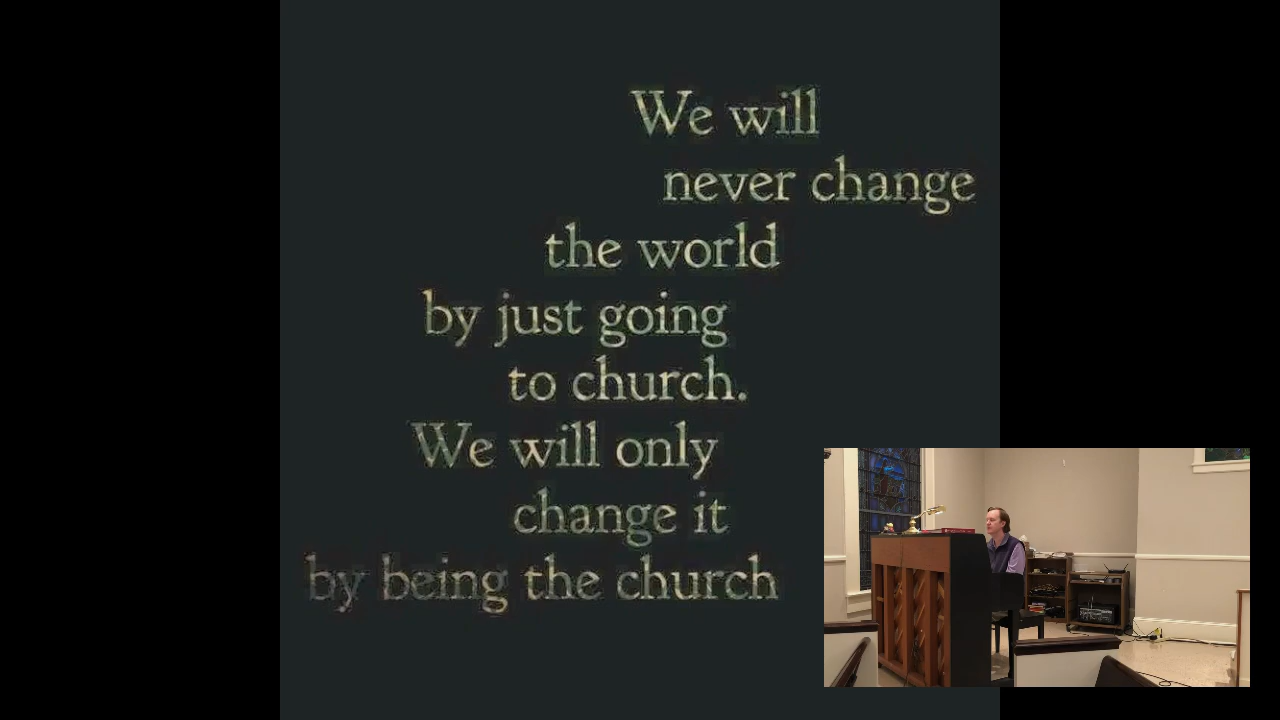 We will
never change
the world
by just going
to church.
We will only
change it
by being the church